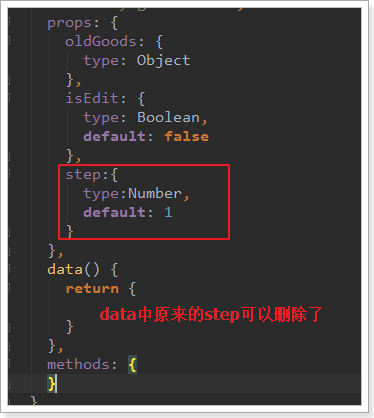 props: {
oldGoods: {
type: Object
},
isEdit: {
type: Boolean,
default: false
},
step:{
type:Number,
default: 1
}
},
data() {
return {
data中原来的step可以删除了
}
},
methods: {
}
}